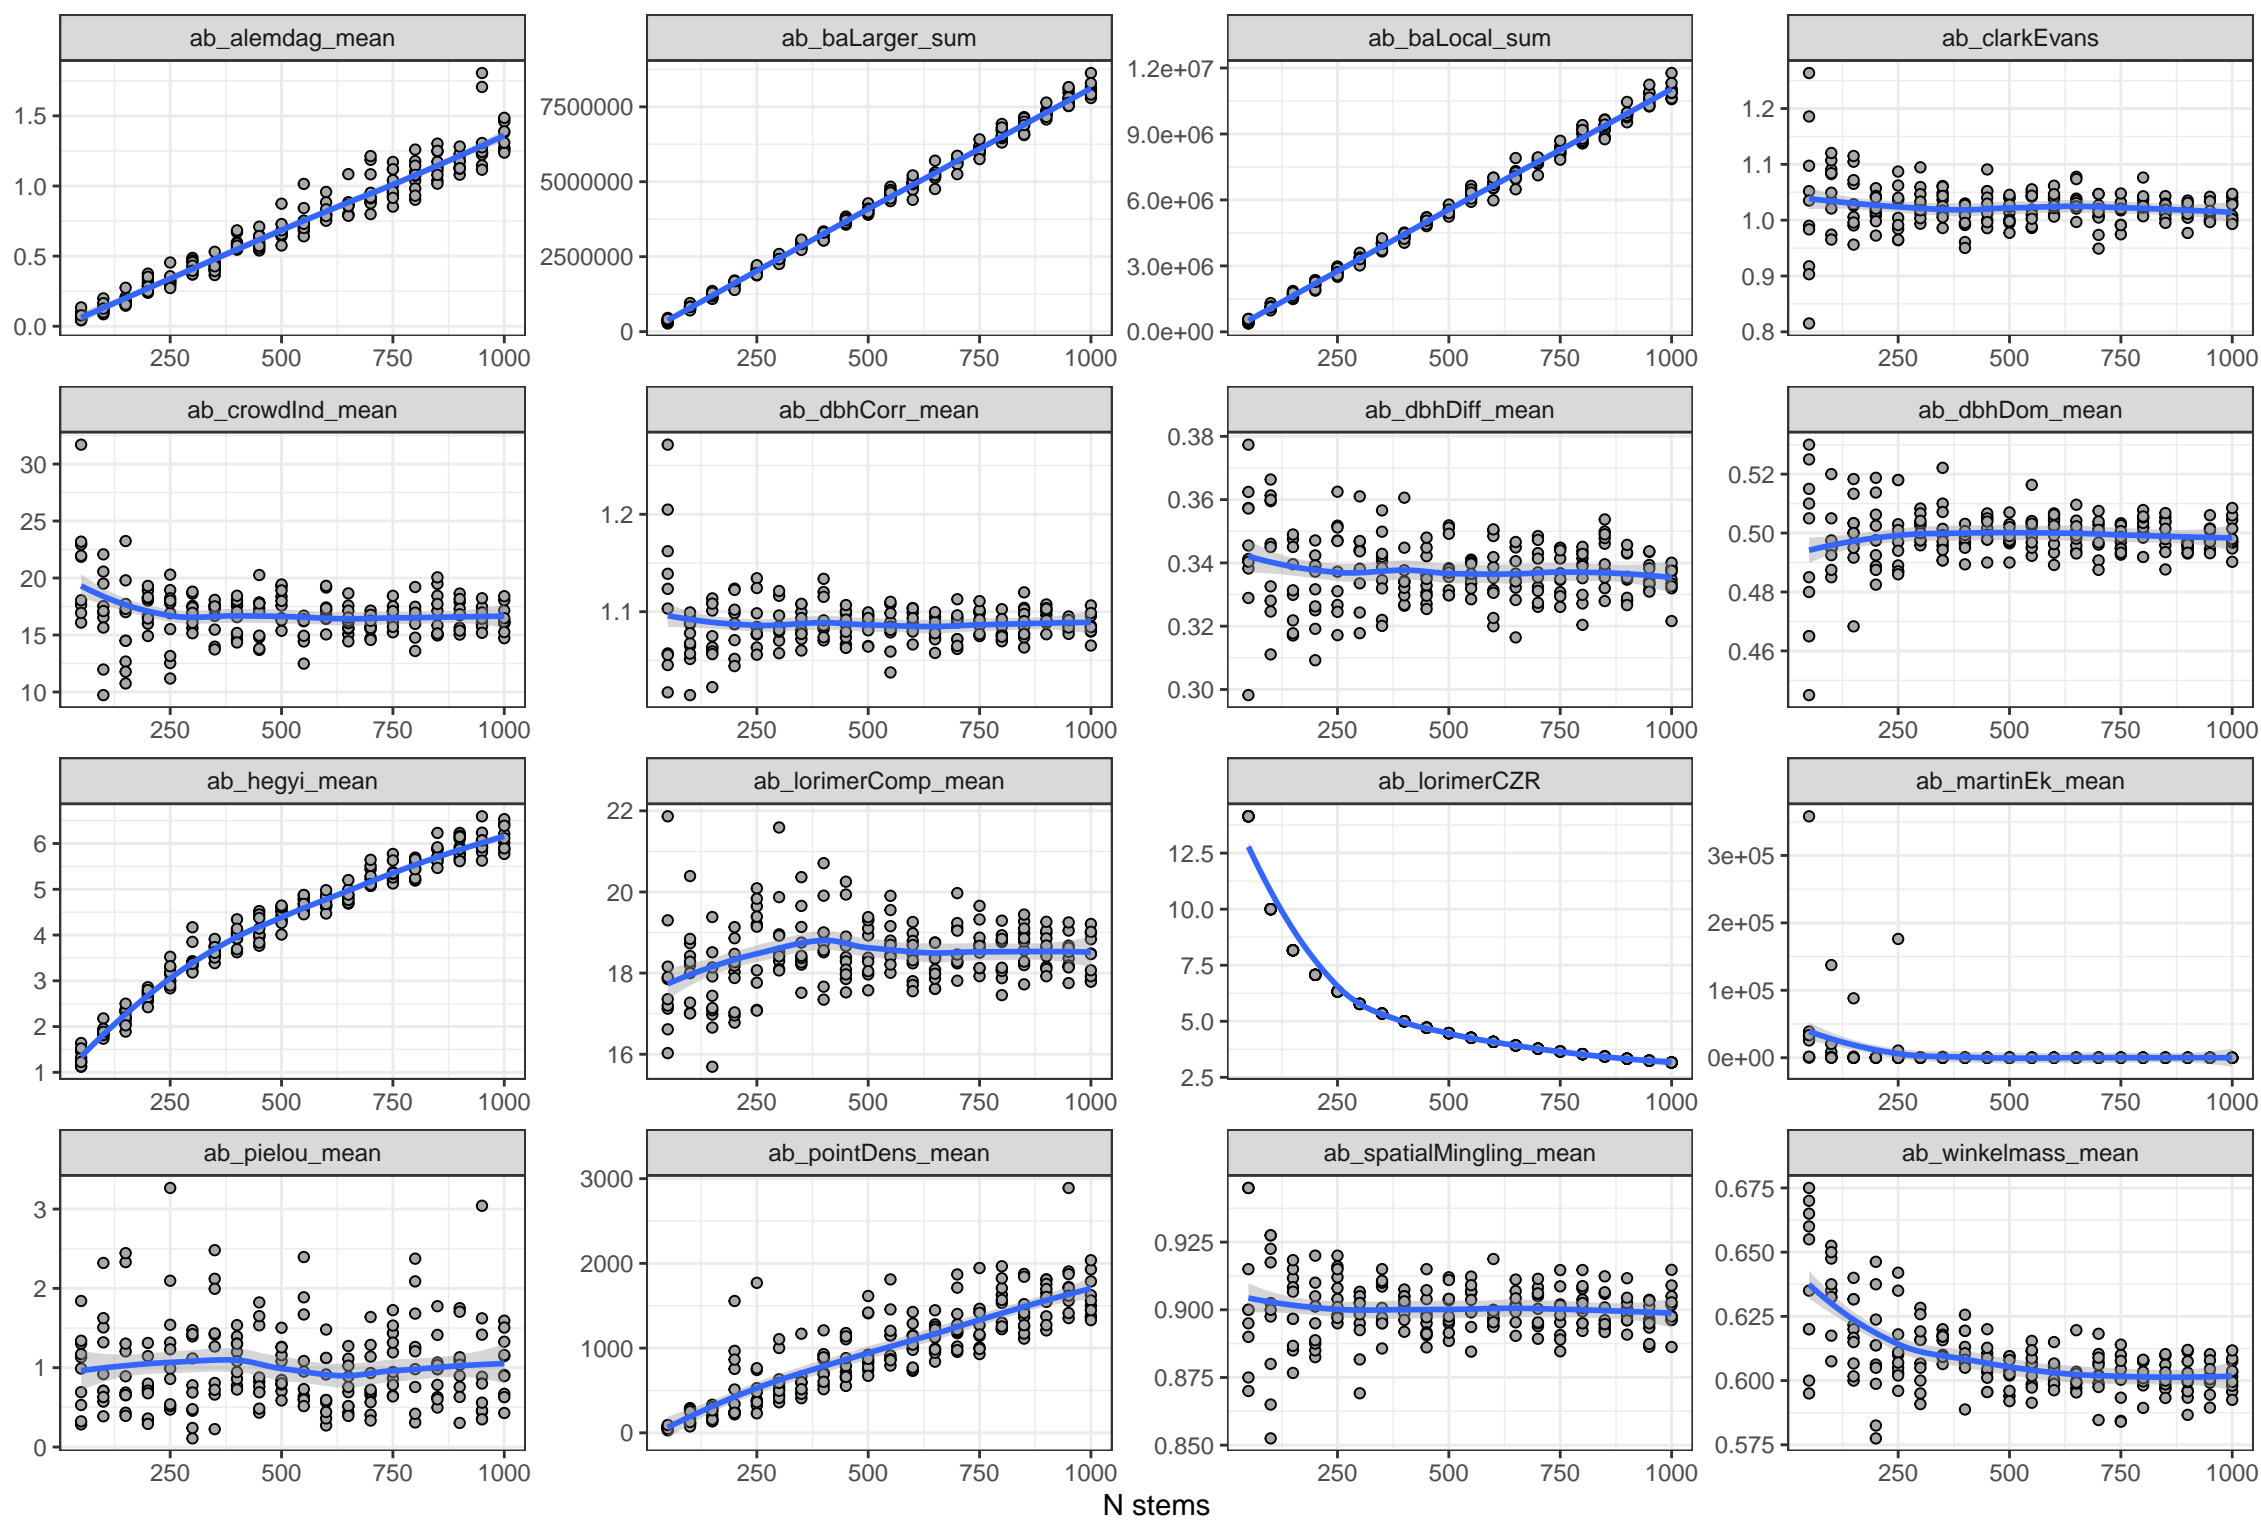 ab_alemdag_mean
ab_baLarger_sum
ab_baLocal_sum
ab_clarkEvans
1.5
1.0
0.5
0.0
250 500 750 1000
7500000
5000000
2500000
0
250 500 750 1000
1.2e+07
9.0e+06
6.0e+06
3.0e+06
0.0e+00
250 500 750 1000
1.2
1.1
1.0
0.9
0.8
250 500 750 1000
ab_crowdInd_mean
ab_dbhCorr_mean
ab_dbhDiff_mean
ab_dbhDom_mean
30
25
20
15
10
250 500 750 1000
1.2
1.1
250 500 750 1000
0.38
0.36
0.34
0.32
0.30
250 500 750 1000
0.52
0.50
0.48
0.46
250 500 750 1000
ab_hegyi_mean
ab_lorimerComp_mean
ab_lorimerCZR
ab_martinEk_mean
6
5
4
3
2
1
250 500 750 1000
22
20
18
16
250 500 750 1000
12.5
10.0
7.5
5.0
2.5
250 500 750 1000
3e+05
2e+05
1e+05
0e+00
250 500 750 1000
ab_pielou_mean
ab_pointDens_mean
ab_spatialMingling_mean
ab_winkelmass_mean
3
2
1
0
250 500 750 1000
3000
2000
1000
0
250 500 750 1000
0.925
0.900
0.875
0.850
250 500 750 1000
0.675
0.650
0.625
0.600
0.575
250 500 750 1000
N stems